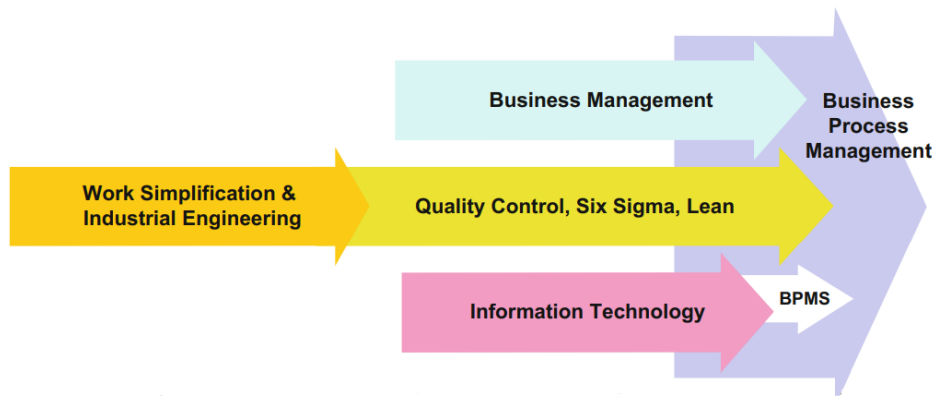 Business Management
Business
Process
Management
Work Simplification &
Industrial Engineering
Quality Control, Six Sigma, Lean
Information Technology
BPMS